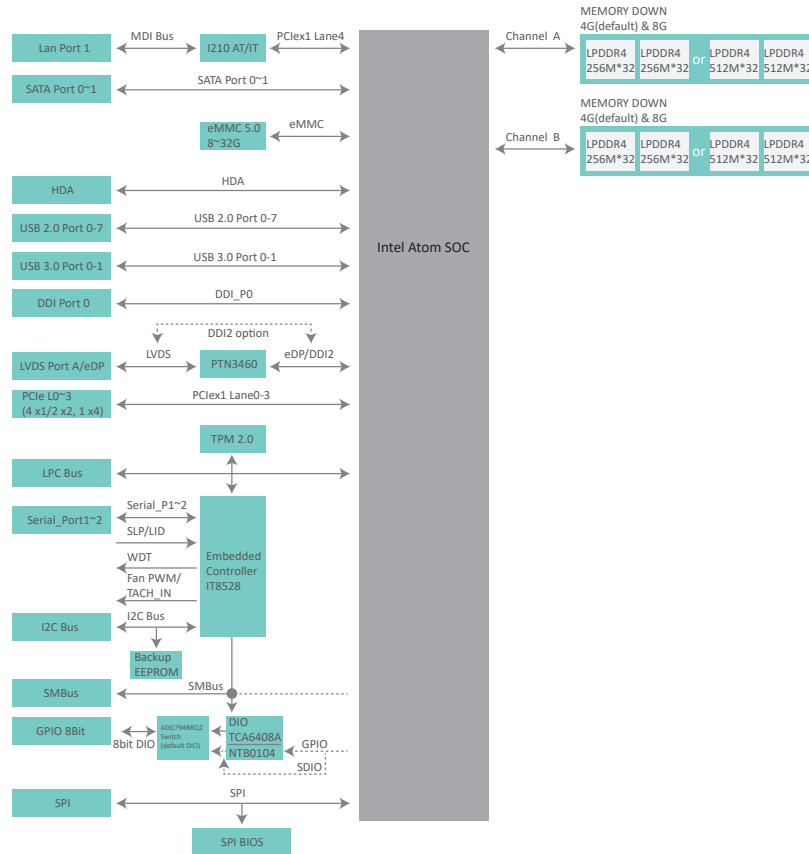 MEMORY DOWN
4G(default) & 8G
Channel A
LPDDR4
256M*32
LPDDR4
256M*32
or
LPDDR4
512M*32
LPDDR4
512M*32
MEMORY DOWN
4G(default) & 8G
Channel B
LPDDR4
256M*32
LPDDR4
256M*32
or
LPDDR4
512M*32
LPDDR4
512M*32
Intel Atom SOC
Lan Port 1
MDI Bus
I210 AT/IT
PCIex1 Lane4
SATA Port 0~1
SATA Port 0~1
eMMC 5.0
8~32G
eMMC
HDA
HDA
USB 2.0 Port 0-7
USB 2.0 Port 0-7
USB 3.0 Port 0-1
USB 3.0 Port 0-1
DDI Port 0
DDI_P0
DDI2 option
LVDS Port A/eDP
LVDS
PTN3460
eDP/DDI2
PCIe L0~3
(4 x1/2 x2, 1 x4)
PCIex1 Lane0-3
TPM 2.0
LPC Bus
Serial_Port1~2
Serial_P1~2
SLP/LID
WDT
Fan PWM/
TACH_IN
Embedded
Controller
IT8528
I2C Bus
I2C Bus
Backup
EEPROM
SMBus
SMBus
GPIO 8Bit
8bit DIO
ADG794BRQZ
Switch
(default DIO)
DIO
TCA6408A
NTB0104
GPIO
SDIO
SPI
SPI
SPI BIOS